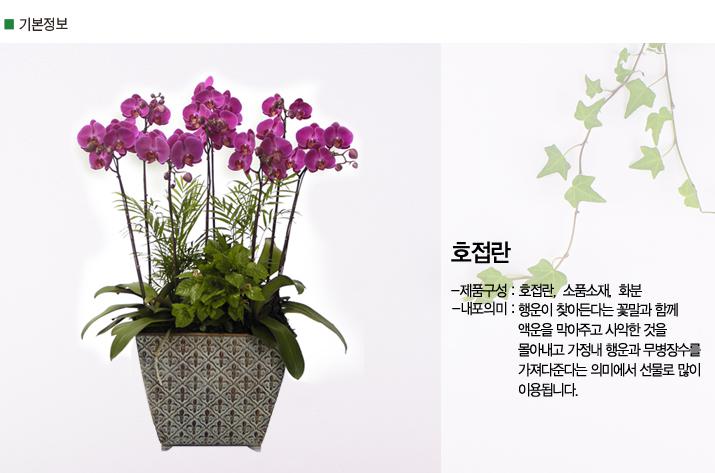 기본정보
호접란
-제품구성 : 호접란, 소품소재, 화분
-내포의미 : 행운이 찾아든다는 꽃말과 함께
액운을 막아주고 사악한 것을
몰아내고 가정내 행운과 무병장수를
가져다준다는 의미에서 선물로 많이
이용됩니다.